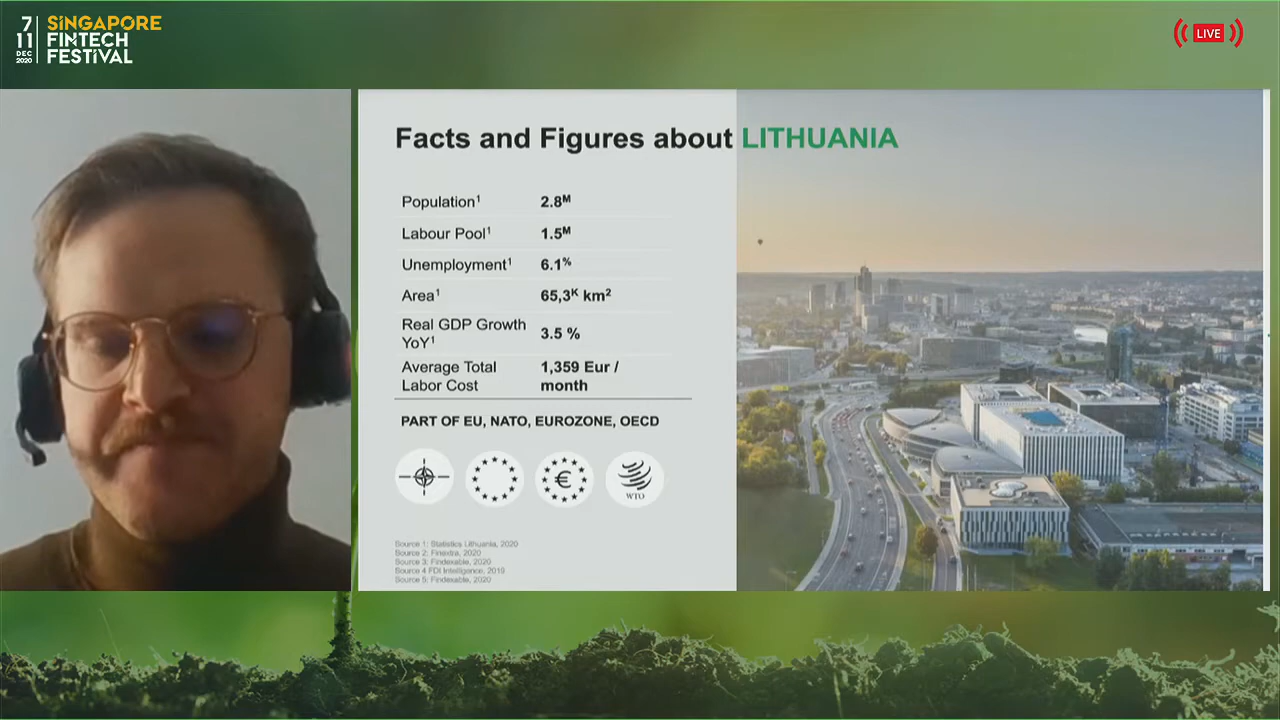 7
11
DEC
2020
SINGAPORE
FINTECH
FESTIVAL
LIVE
Facts and Figures about LITHUANIA
Population¹ 2.8ᴹ
Labour Pool¹ 1.5ᴹ
Unemployment¹ 6.1%
Area¹ 65,3ᴷ km²
Real GDP Growth
YoY¹ 3.5 %
Average Total
Labor Cost
1,359 Eur /
month
PART OF EU, NATO, EUROZONE, OECD
€
WTO
Source 1: Statistics Lithuania, 2020
Source 2: Finextra, 2020
Source 3: Findexable, 2020
Source 4 FDI Intelligence, 2019
Source 5: Findexable, 2020